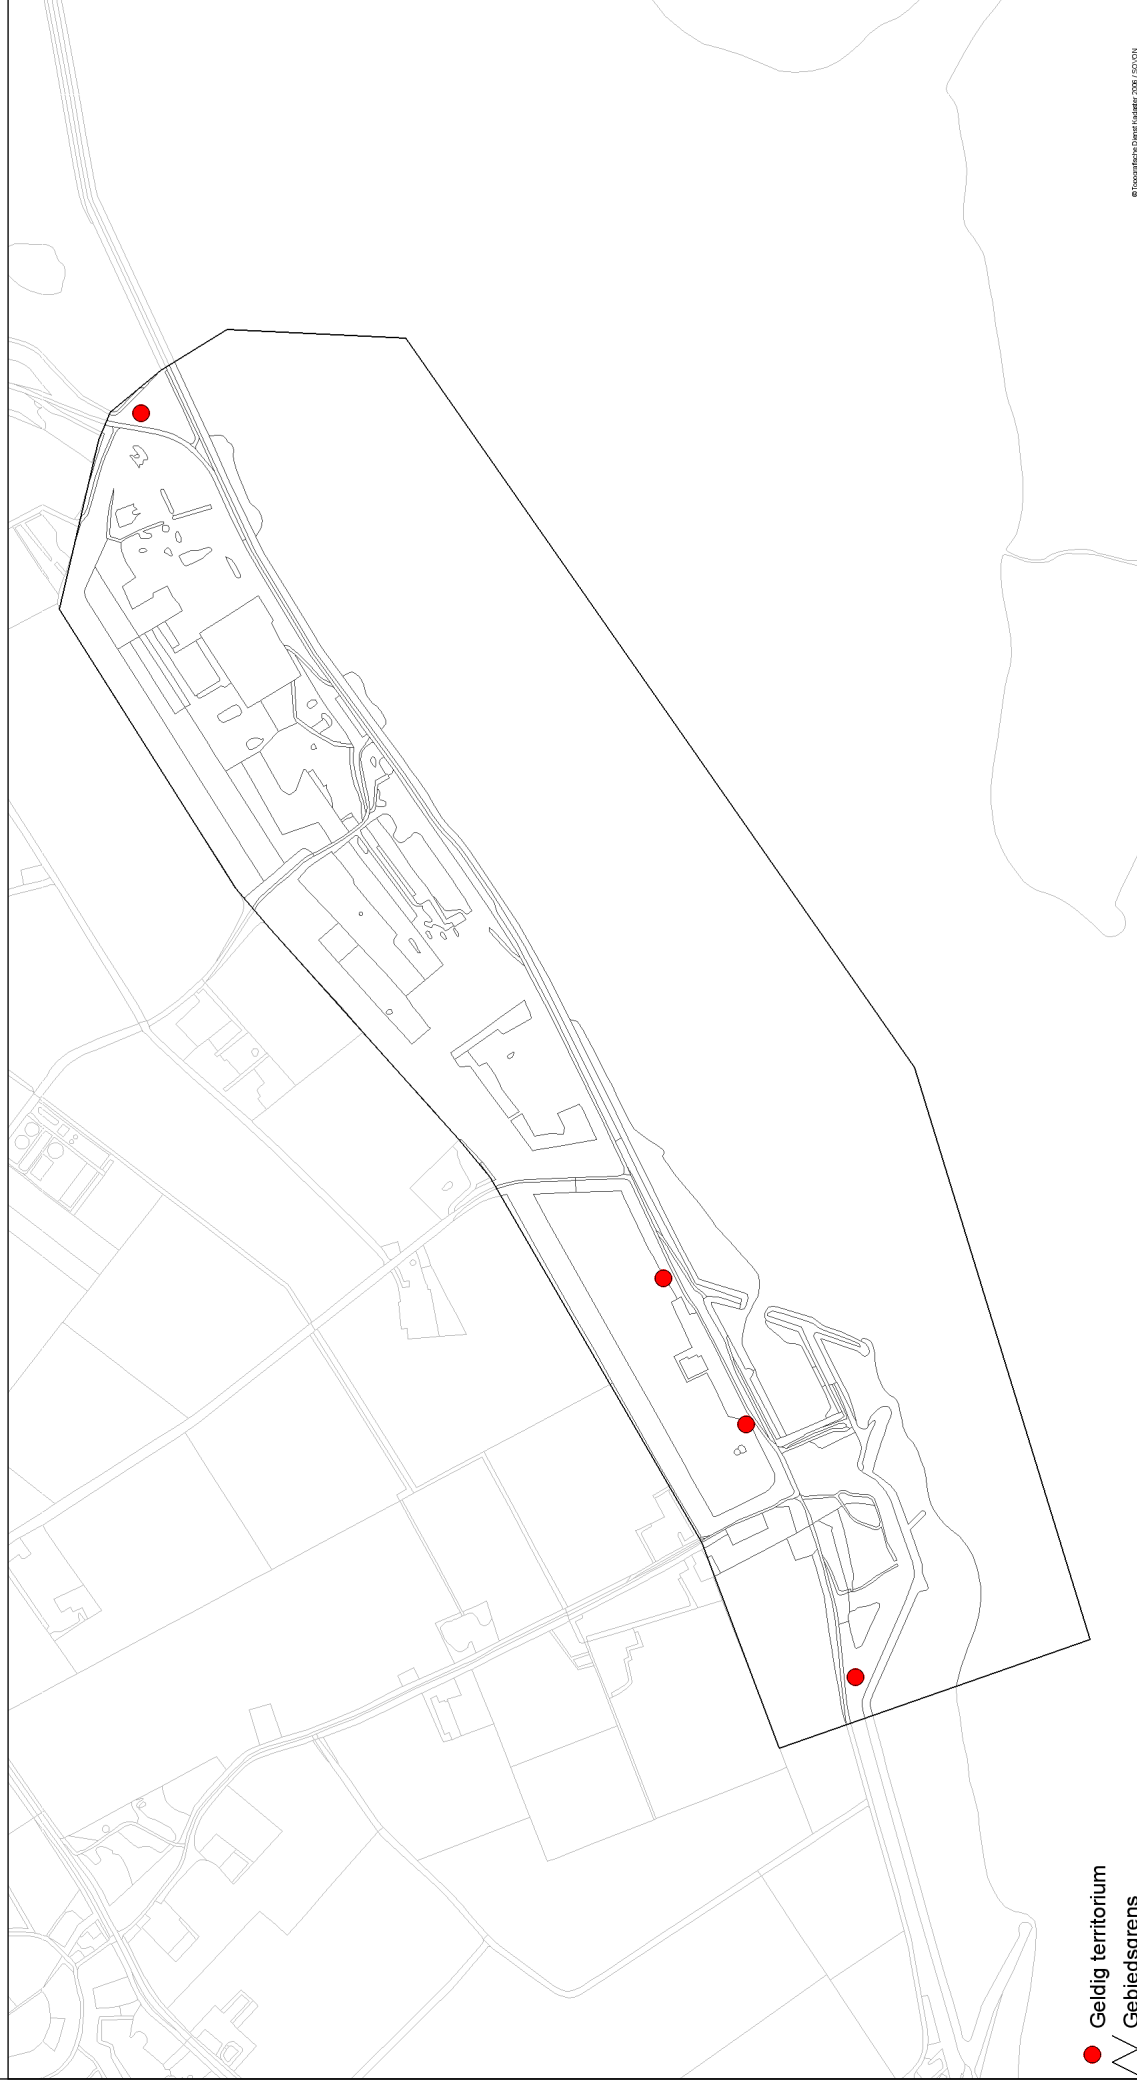 © Topografische Dienst Kadaster 2006 / SOVON
Geldig territorium
Gebiedsgrens